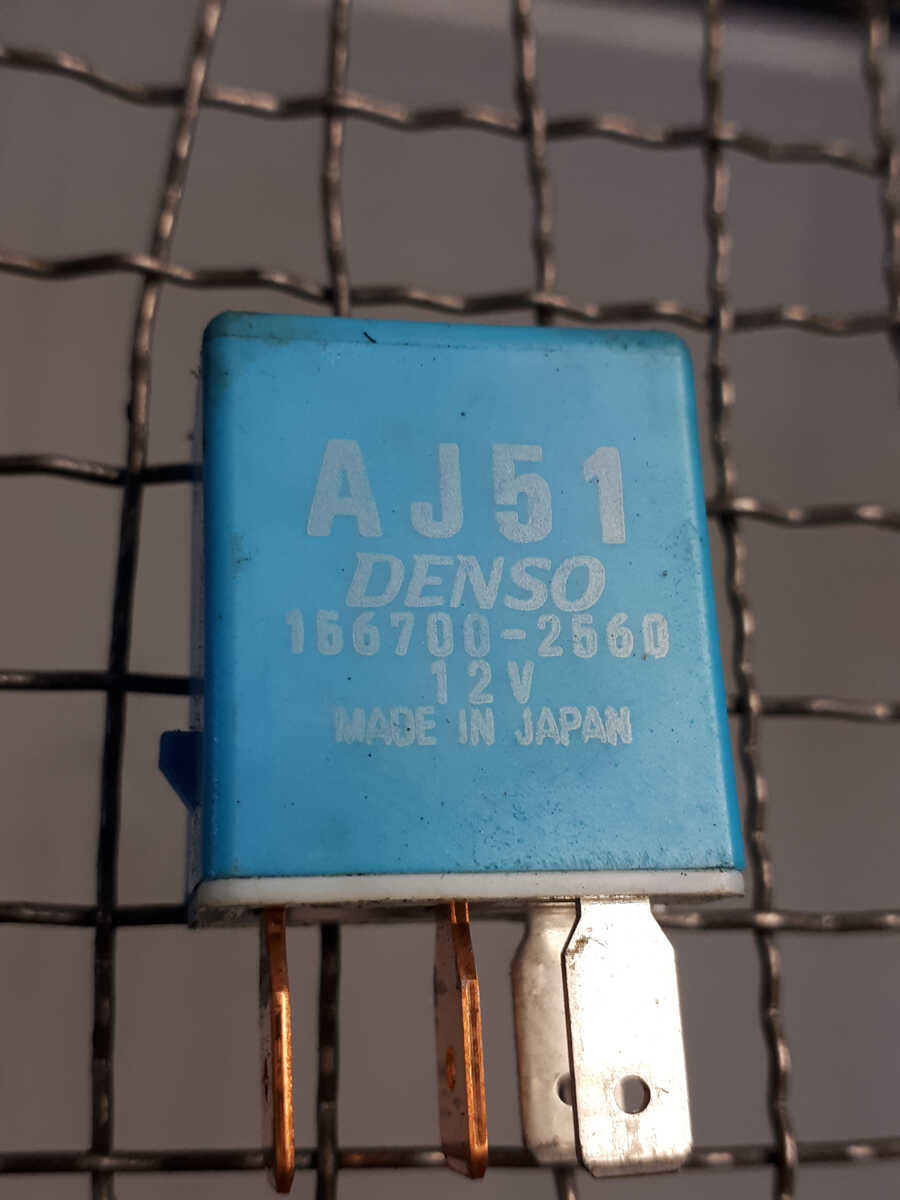 AJ51
DENSO
156700-2560
12V
MADE IN JAPAN